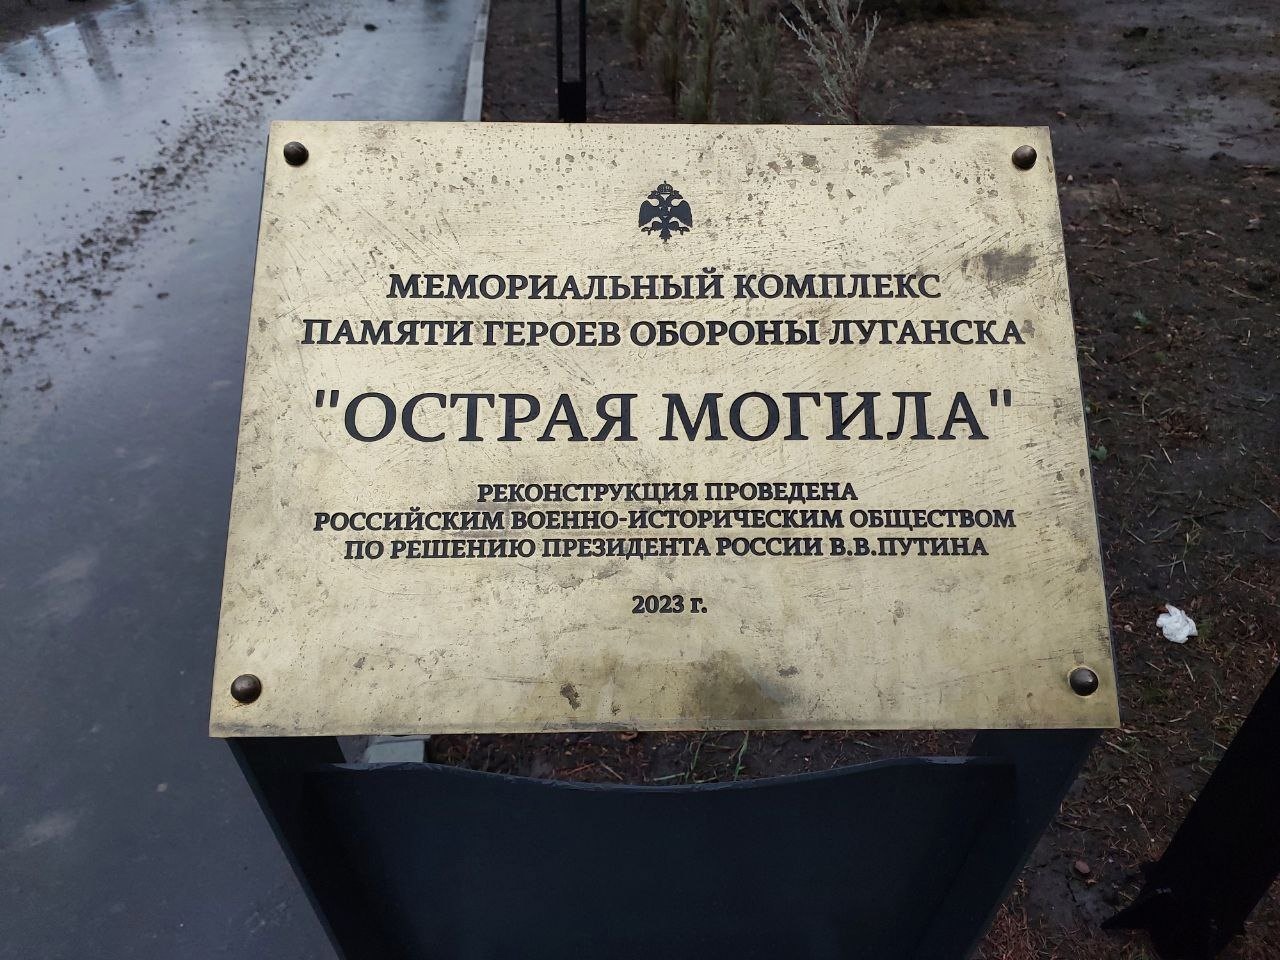 МЕМОРИАЛЬНЫЙ КОМПЛЕКС
ПАМЯТИ ГЕРОЕВ ОБОРОНЫ ЛУГАНСКА
"ОСТРАЯ МОГИЛА"
РЕКОНСТРУКЦИЯ ПРОВЕДЕНА
РОССИЙСКИМ ВОЕННО-ИСТОРИЧЕСКИМ ОБЩЕСТВОМ
ПО РЕШЕНИЮ ПРЕЗИДЕНТА РОССИИ В.В.ПУТИНА
2023 г.